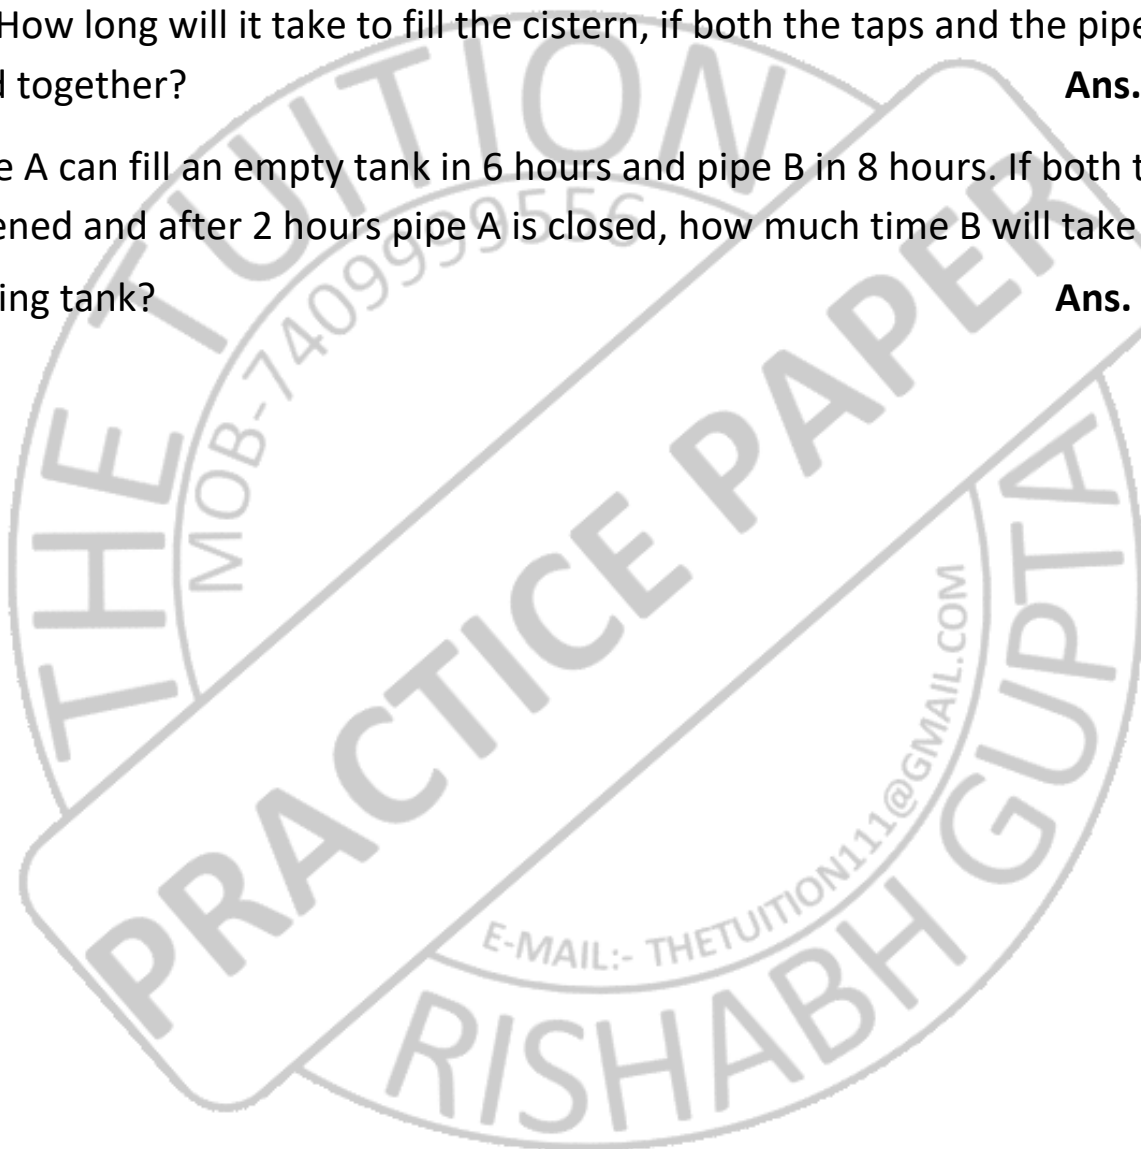 How long will it take to fill the cistern, if both the taps and the pipe
together?
Ans.
A can fill an empty tank in 6 hours and pipe B in 8 hours. If both
and after 2 hours pipe A is closed, how much time B will take
tank?
Ans.
THE TUITION
MOB-7409995556
PRACTICE PAPER
E-MAIL:- THETUITION111@GMAIL.COM
RISHABH GUPTA